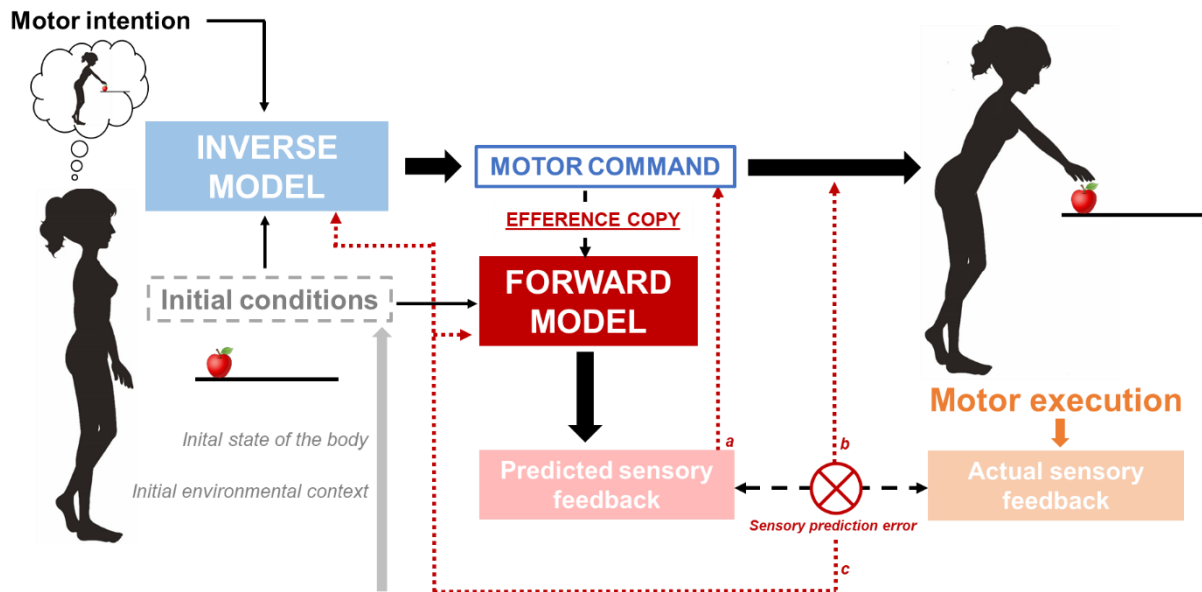 Motor intention
INVERSE
MODEL
MOTOR COMMAND
EFFERENCE COPY
FORWARD
MODEL
Initial conditions
Inital state of the body
Initial environmental context
Predicted sensory
feedback
a
b
Sensory prediction error
c
Motor execution
Actual sensory
feedback